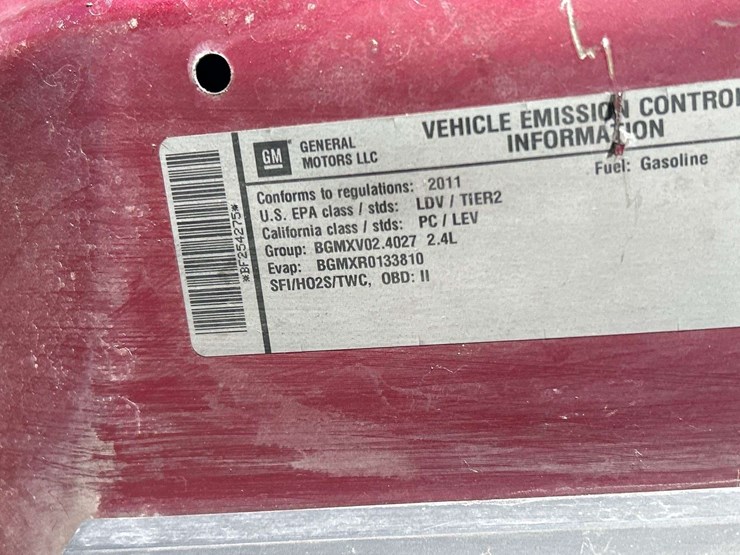 *BF254275*
GM
GENERAL
MOTORS LLC
VEHICLE EMISSION CONTROL
INFORMATION
Fuel: Gasoline
Conforms to regulations: 2011
U.S. EPA class / stds: LDV / TiER2
California class / stds: PC / LEV
Group: BGMXV02.4027 2.4L
Evap: BGMXR0133810
SFI/HO2S/TWC, OBD: II